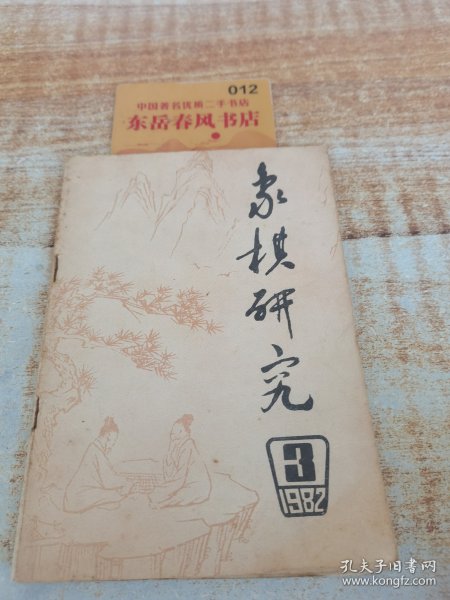 012
中国著名优质二手书店
东岳春风书店
象棋研究
3
1982
孔夫子旧书网
www.kongfz.com